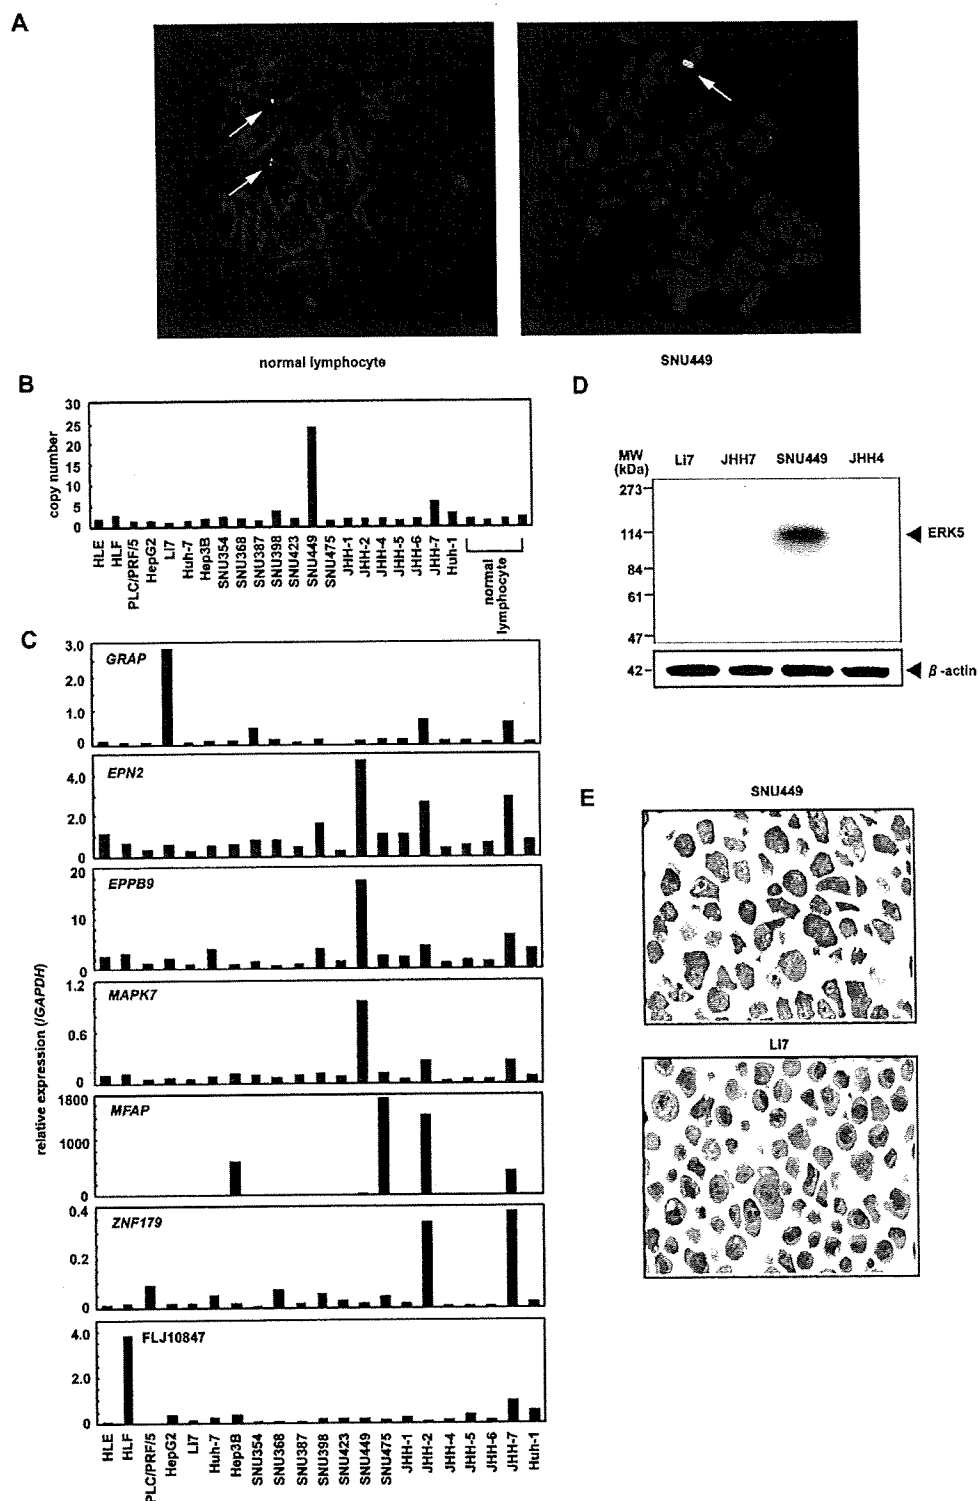 A
normal lymphocyte
SNU449
B
copy number
30
25
20
15
10
5
0
HLE
HLF
PLC/PRF/5
HepG2
Li7
Huh-7
Hep3B
SNU354
SNU368
SNU387
SNU398
SNU423
SNU449
SNU475
JHH-1
JHH-2
JHH-4
JHH-5
JHH-6
JHH-7
Huh-1
normal
lymphocyte
C
relative expression (/GAPDH)
GRAP
3.0
2.0
1.0
0
EPN2
4.0
2.0
0
EPPB9
20
10
0
MAPK7
1.2
0.6
0
MFAP
1800
1000
0
ZNF179
0.4
0.2
0
FLJ10847
4.0
2.0
0
HLE
HLF
PLC/PRF/5
HepG2
Li7
Huh-7
Hep3B
SNU354
SNU368
SNU387
SNU398
SNU423
SNU449
SNU475
JHH-1
JHH-2
JHH-4
JHH-5
JHH-6
JHH-7
Huh-1
D
MW
(kDa)
Li7 JHH7 SNU449 JHH4
273
114
84
61
47
42
ERK5
β-actin
E
SNU449
Li7